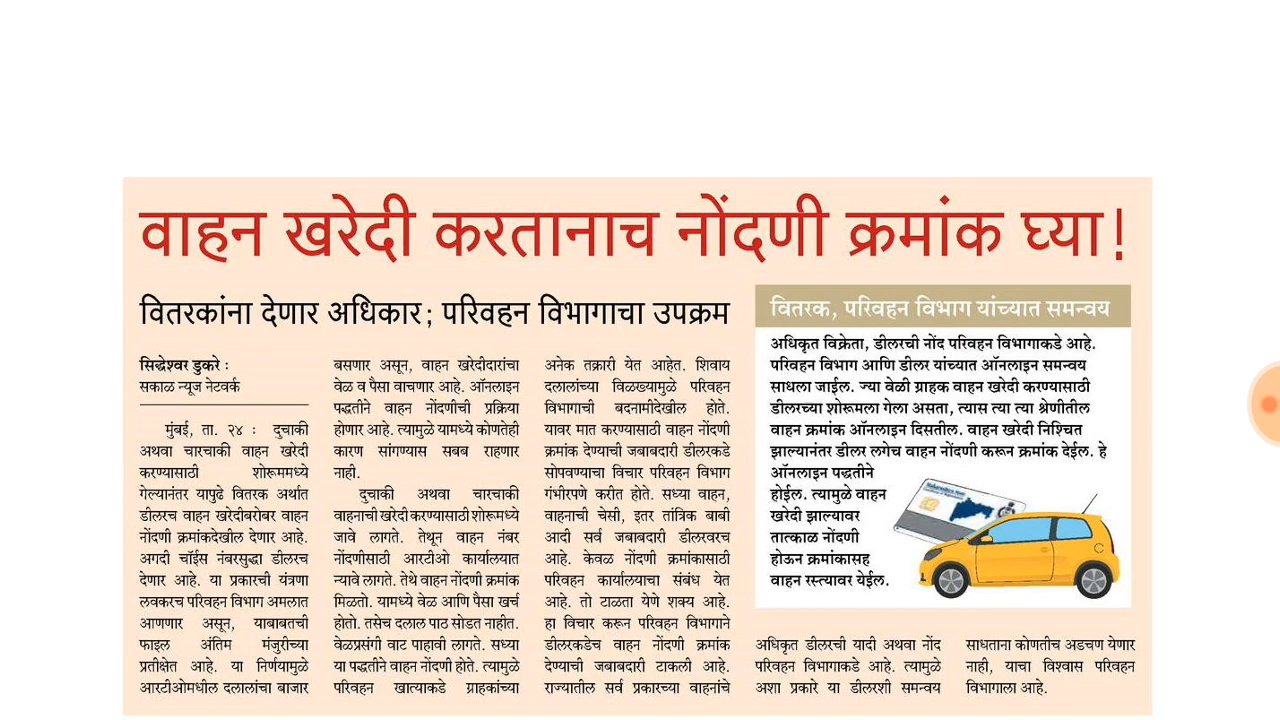 वाहन खरेदी करतानाच नोंदणी क्रमांक घ्या!
वितरकांना देणार अधिकार; परिवहन विभागाचा उपक्रम
सिद्धेश्वर डुकरे :
सकाळ न्यूज नेटवर्क
मुंबई, ता. २४ : दुचाकी
अथवा चारचाकी वाहन खरेदी
करण्यासाठी शोरूममध्ये
गेल्यानंतर यापुढे वितरक अर्थात
डीलरच वाहन खरेदीबरोबर वाहन
नोंदणी क्रमांकदेखील देणार आहे.
अगदी चॉईस नंबरसुद्धा डीलरच
देणार आहे. या प्रकारची यंत्रणा
लवकरच परिवहन विभाग अमलात
आणणार असून, याबाबतची
फाइल अंतिम मंजुरीच्या
प्रतीक्षेत आहे. या निर्णयामुळे
आरटीओमधील दलालांचा बाजार
बसणार असून, वाहन खरेदीदारांचा
वेळ व पैसा वाचणार आहे. ऑनलाइन
पद्धतीने वाहन नोंदणीची प्रक्रिया
होणार आहे. त्यामुळे यामध्ये कोणतेही
कारण सांगण्यास सबब राहणार
नाही.
दुचाकी अथवा चारचाकी
वाहनाची खरेदी करण्यासाठी शोरूमध्ये
जावे लागते. तेथून वाहन नंबर
नोंदणीसाठी आरटीओ कार्यालयात
न्यावे लागते. तेथे वाहन नोंदणी क्रमांक
मिळतो. यामध्ये वेळ आणि पैसा खर्च
होतो. तसेच दलाल पाठ सोडत नाहीत.
वेळप्रसंगी वाट पाहावी लागते. सध्या
या पद्धतीने वाहन नोंदणी होते. त्यामुळे
परिवहन खात्याकडे ग्राहकांच्या
अनेक तक्रारी येत आहेत. शिवाय
दलालांच्या विळख्यामुळे परिवहन
विभागाची बदनामीदेखील होते.
यावर मात करण्यासाठी वाहन नोंदणी
क्रमांक देण्याची जबाबदारी डीलरकडे
सोपवण्याचा विचार परिवहन विभाग
गंभीरपणे करीत होते. सध्या वाहन,
वाहनाची चेसी, इतर तांत्रिक बाबी
आदी सर्व जबाबदारी डीलरवरच
आहे. केवळ नोंदणी क्रमांकासाठी
परिवहन कार्यालयाचा संबंध येत
आहे. तो टाळता येणे शक्य आहे.
हा विचार करून परिवहन विभागाने
डीलरकडेच वाहन नोंदणी क्रमांक
देण्याची जबाबदारी टाकली आहे.
राज्यातील सर्व प्रकारच्या वाहनांचे
वितरक, परिवहन विभाग यांच्यात समन्वय
अधिकृत विक्रेता, डीलरची नोंद परिवहन विभागाकडे आहे.
परिवहन विभाग आणि डीलर यांच्यात ऑनलाइन समन्वय
साधला जाईल. ज्या वेळी ग्राहक वाहन खरेदी करण्यासाठी
डीलरच्या शोरूमला गेला असता, त्यास त्या त्या श्रेणीतील
वाहन क्रमांक ऑनलाइन दिसतील. वाहन खरेदी निश्चित
झाल्यानंतर डीलर लगेच वाहन नोंदणी करून क्रमांक देईल. हे
ऑनलाइन पद्धतीने
होईल. त्यामुळे वाहन
खरेदी झाल्यावर
तात्काळ नोंदणी
होऊन क्रमांकासह
वाहन रस्त्यावर येईल.
अधिकृत डीलरची यादी अथवा नोंद
परिवहन विभागाकडे आहे. त्यामुळे
अशा प्रकारे या डीलरशी समन्वय
साधताना कोणतीच अडचण येणार
नाही, याचा विश्वास परिवहन
विभागाला आहे.